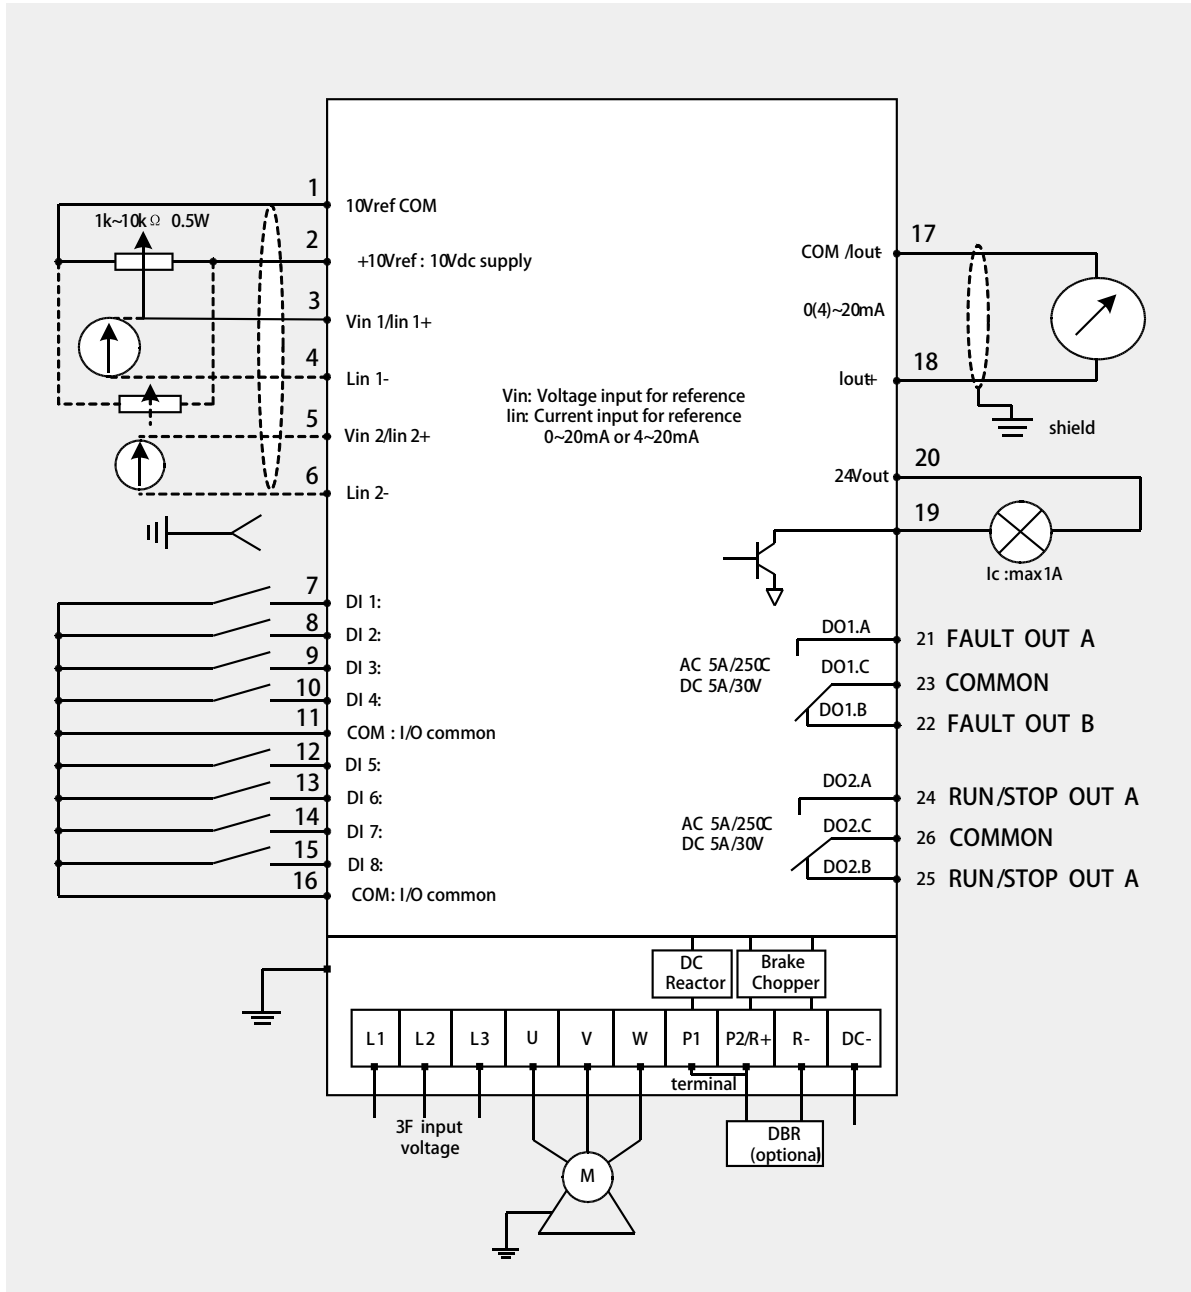 1
10Vref COM
1k~10kΩ 0.5W
2
+10Vref : 10Vdc supply
3
Vin 1/lin 1+
4
Lin 1-
5
Vin 2/lin 2+
6
Lin 2-
Vin: Voltage input for reference
Iin: Current input for reference
0~20mA or 4~20mA
17
COM /Iout-
0(4)~20mA
18
Iout+
shield
20
24Vout
19
Ic :max1A
7
DI 1:
8
DI 2:
9
DI 3:
10
DI 4:
11
COM : I/O common
12
DI 5:
13
DI 6:
14
DI 7:
15
DI 8:
16
COM: I/O common
DO1.A
21 FAULT OUT A
AC 5A/250C
DC 5A/30V
DO1.C
23 COMMON
DO1.B
22 FAULT OUT B
DO2.A
24 RUN/STOP OUT A
AC 5A/250C
DC 5A/30V
DO2.C
26 COMMON
DO2.B
25 RUN/STOP OUT A
DC
Reactor
Brake
Chopper
L1 L2 L3 U V W P1 P2/R+ R- DC-
terminal
3F input
voltage
DBR
(optional)
M